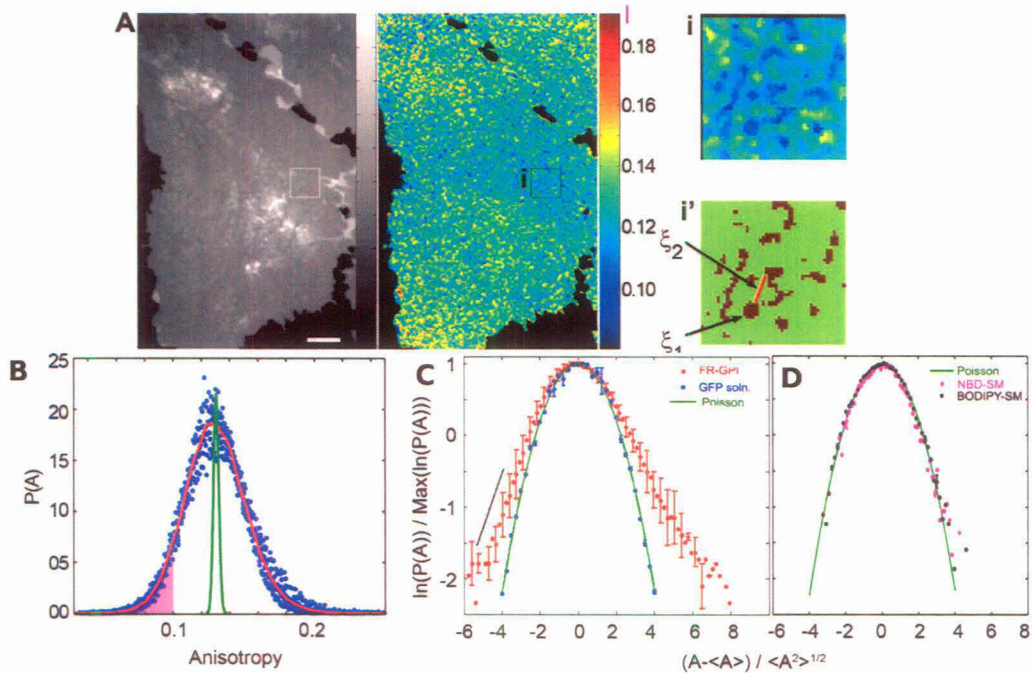 A
I
i
0.18
0.16
0.14
0.12
0.10
i
i'
ξ2
ξ1
B
25
20
15
10
05
00
P(A)
0.1
0.2
Anisotropy
C
FR-GPI
GFP soln.
Poisson
1
0
-1
-2
ln(P(A)) / Max(ln(P(A)))
-6 -4 -2 0 2 4 6 8
D
Poisson
NBD-SM
BODIPY-SM
-6 -4 -2 0 2 4 6 8
(A-<A>) / <A²>^1/2